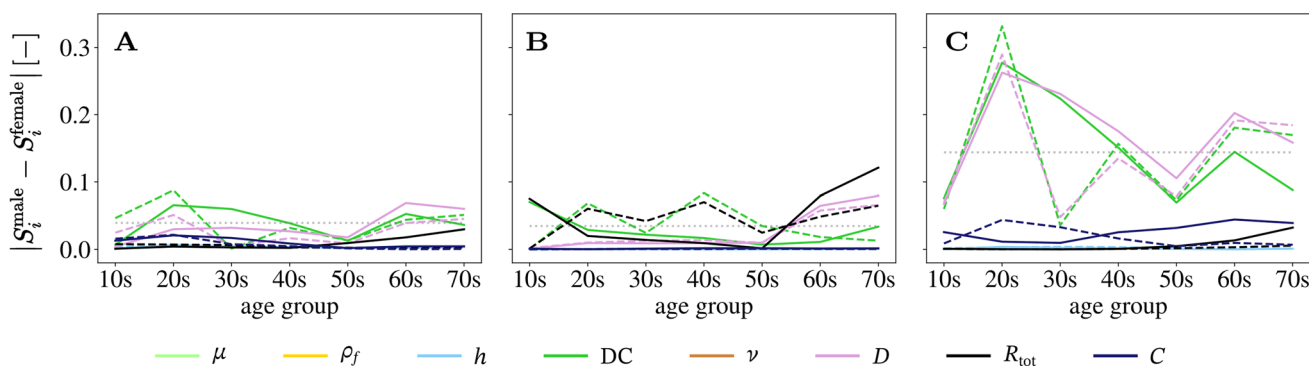 |S_i^male − S_i^female| [−]
A
B
C
0.3
0.2
0.1
0.0
10s 20s 30s 40s 50s 60s 70s
10s 20s 30s 40s 50s 60s 70s
10s 20s 30s 40s 50s 60s 70s
age group
age group
age group
μ ρ_f h DC ν D R_tot C